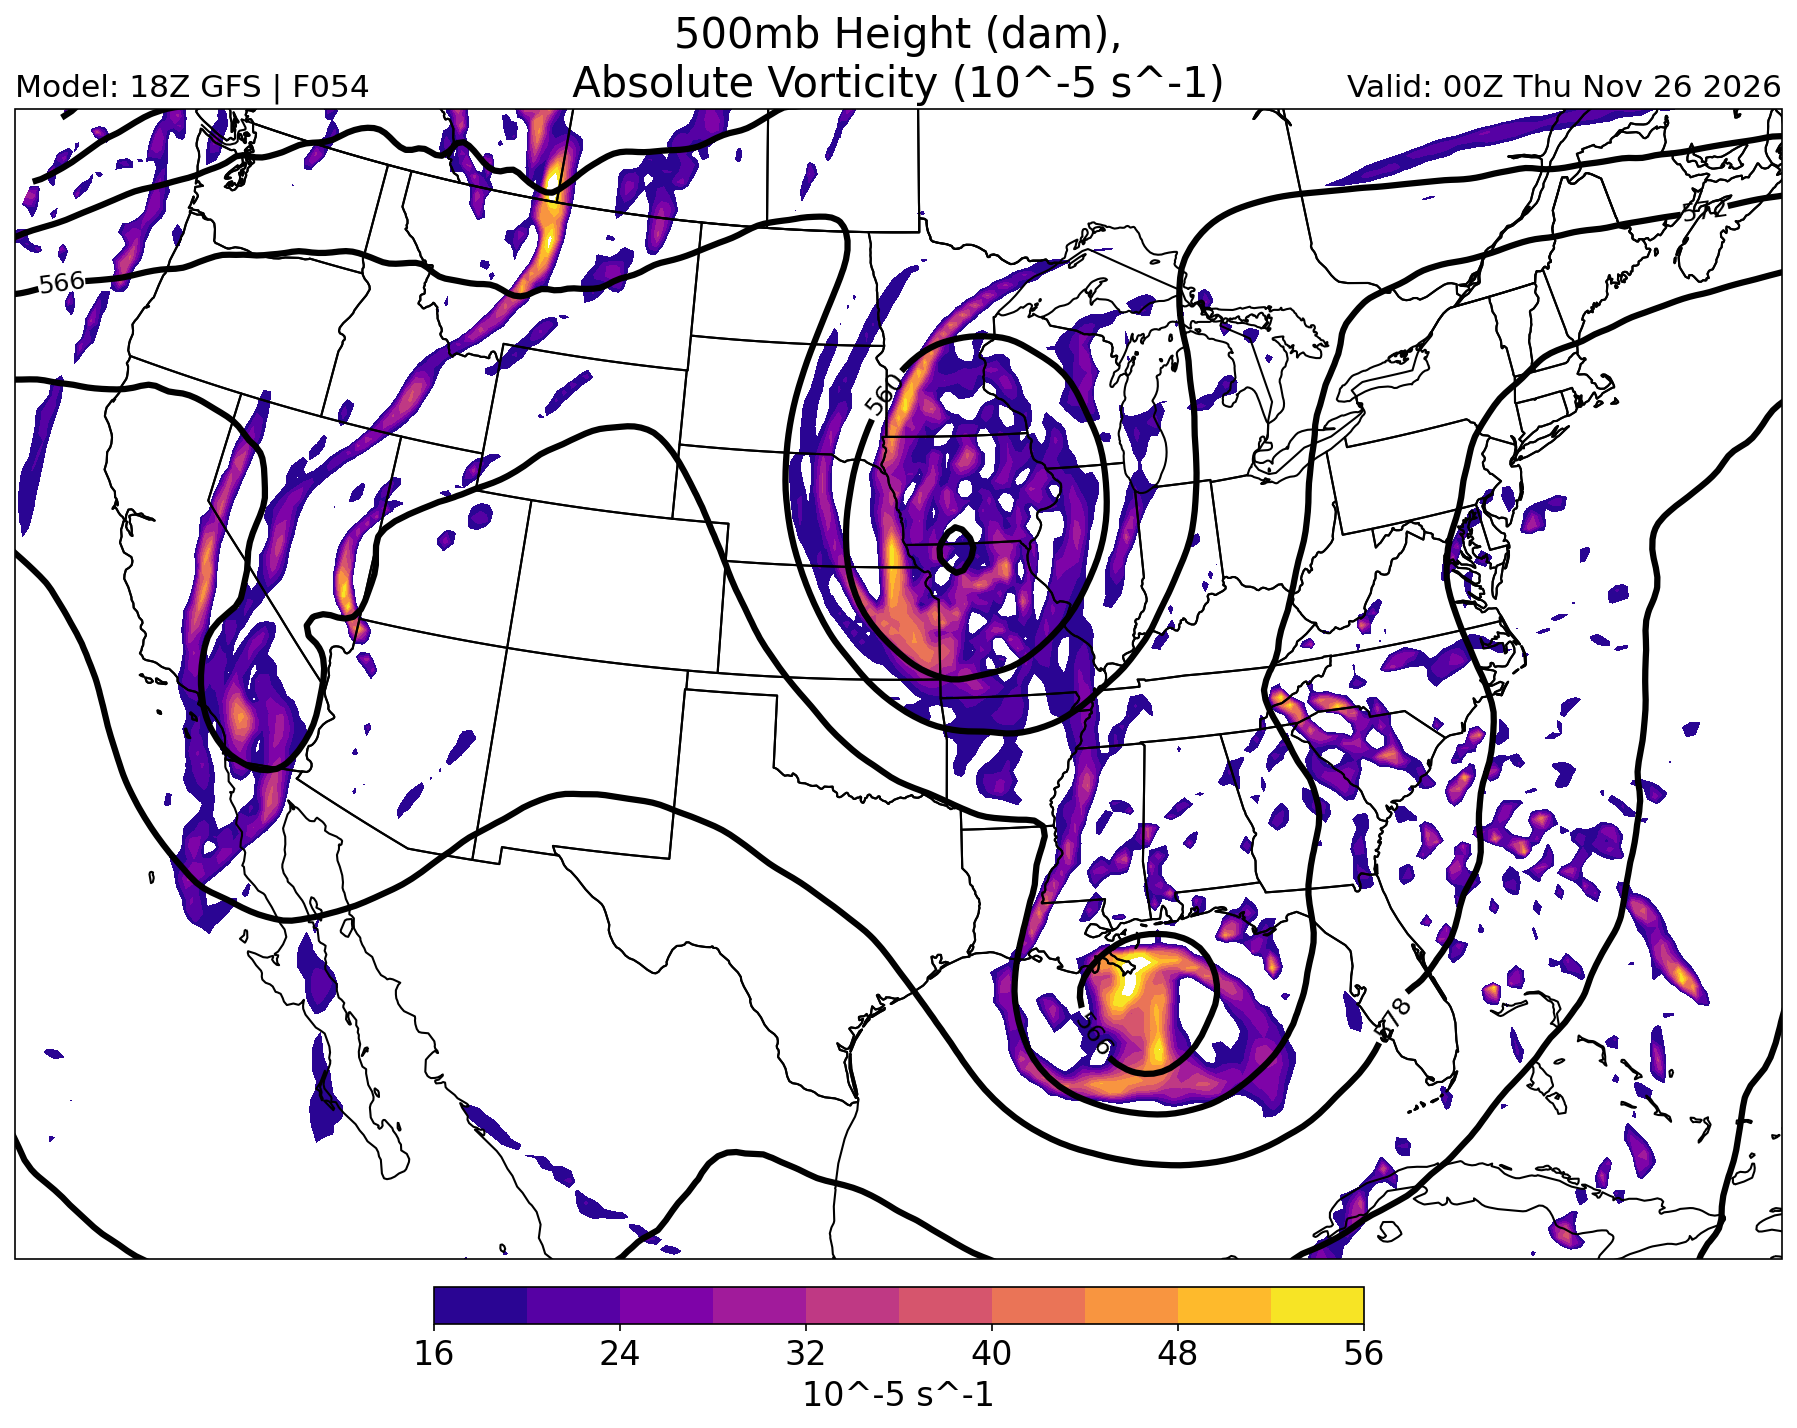 500mb Height (dam),
Absolute Vorticity (10^-5 s^-1)
Model: 18Z GFS | F054
Valid: 00Z Thu Nov 26 2026
572
566
560
566
578
16 24 32 40 48 56
10^-5 s^-1